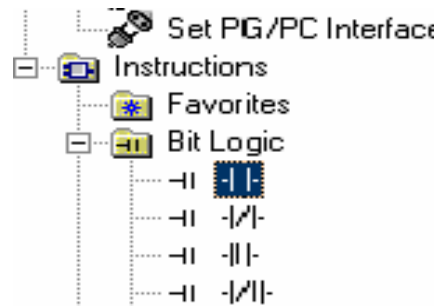 Set PG/PC Interface
Instructions
Favorites
Bit Logic
-| |-
-|/|-
-|I|-
-|/I|-